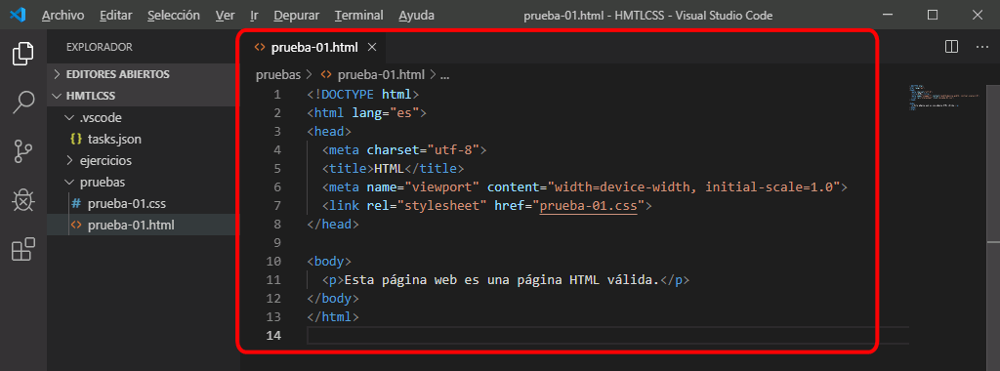 Archivo Editar Selección Ver Ir Depurar Terminal Ayuda prueba-01.html - HMTLCSS - Visual Studio Code
EXPLORADOR
EDITORES ABIERTOS
HMTLCSS
.vscode
{} tasks.json
ejercicios
pruebas
# prueba-01.css
<> prueba-01.html
<> prueba-01.html ×
pruebas > <> prueba-01.html > ...
1 <!DOCTYPE html>
2 <html lang="es">
3 <head>
4 <meta charset="utf-8">
5 <title>HTML</title>
6 <meta name="viewport" content="width=device-width, initial-scale=1.0">
7 <link rel="stylesheet" href="prueba-01.css">
8 </head>
9
10 <body>
11 <p>Esta página web es una página HTML válida.</p>
12 </body>
13 </html>
14